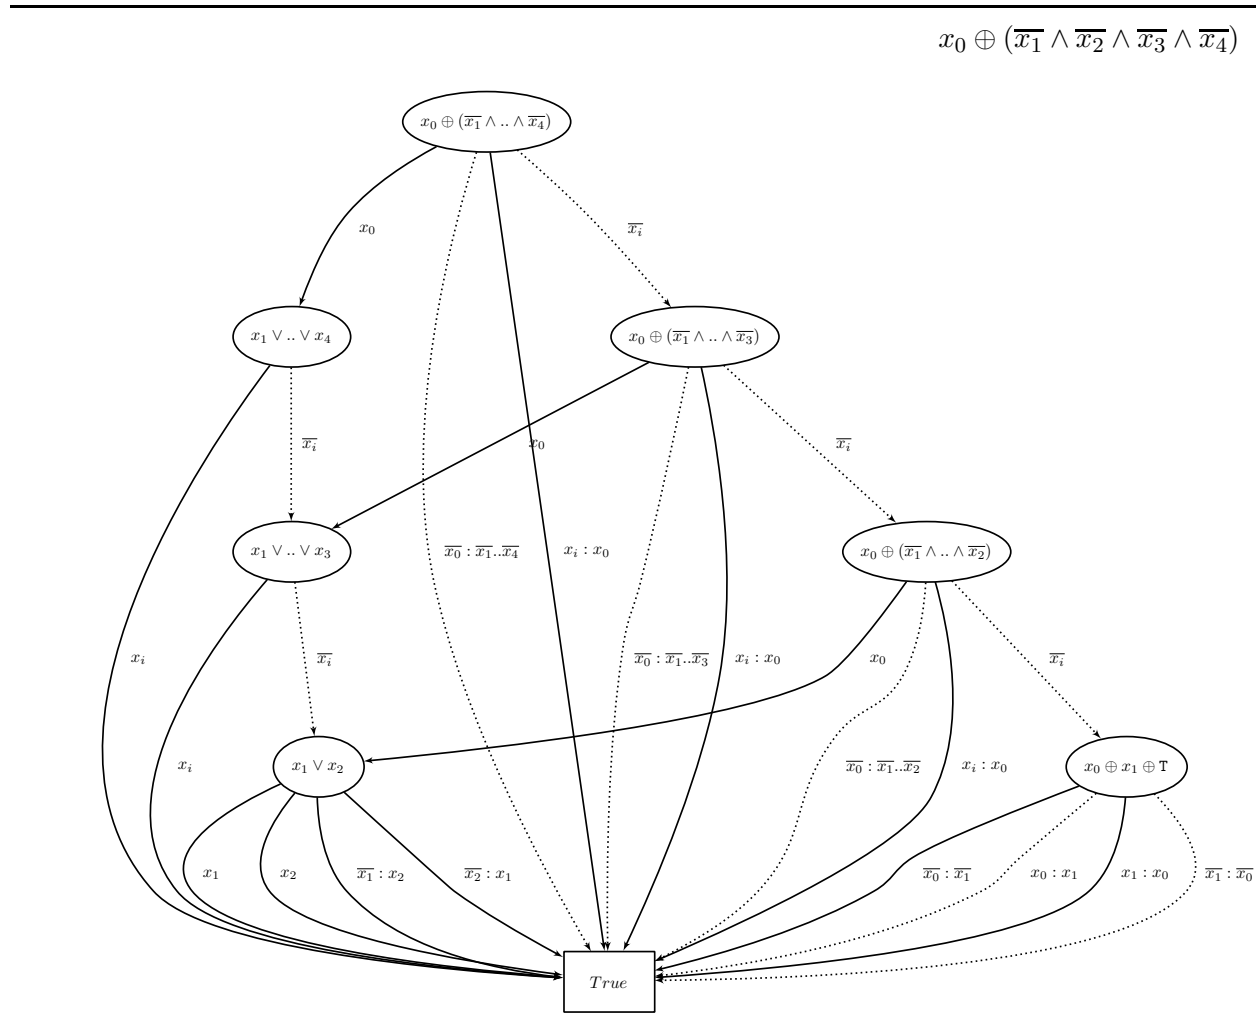 x₀ ⊕ (x̅₁ ∧ x̅₂ ∧ x̅₃ ∧ x̅₄)
x₀ ⊕ (x̅₁ ∧ .. ∧ x̅₄)
x₀
x̅ᵢ
x₁ ∨ .. ∨ x₄
x₀ ⊕ (x̅₁ ∧ .. ∧ x̅₃)
x̅ᵢ
x₀
x̅ᵢ
x₁ ∨ .. ∨ x₃
x̅₀ : x̅₁..x̅₄
xᵢ : x₀
x₀ ⊕ (x̅₁ ∧ .. ∧ x̅₂)
xᵢ
x̅ᵢ
x̅₀ : x̅₁..x̅₃
xᵢ : x₀
x₀
x̅ᵢ
xᵢ
x₁ ∨ x₂
x̅₀ : x̅₁..x̅₂
xᵢ : x₀
x₀ ⊕ x₁ ⊕ T
x₁
x₂
x̅₁ : x₂
x̅₂ : x₁
x̅₀ : x̅₁
x₀ : x₁
x₁ : x₀
x̅₁ : x̅₀
True